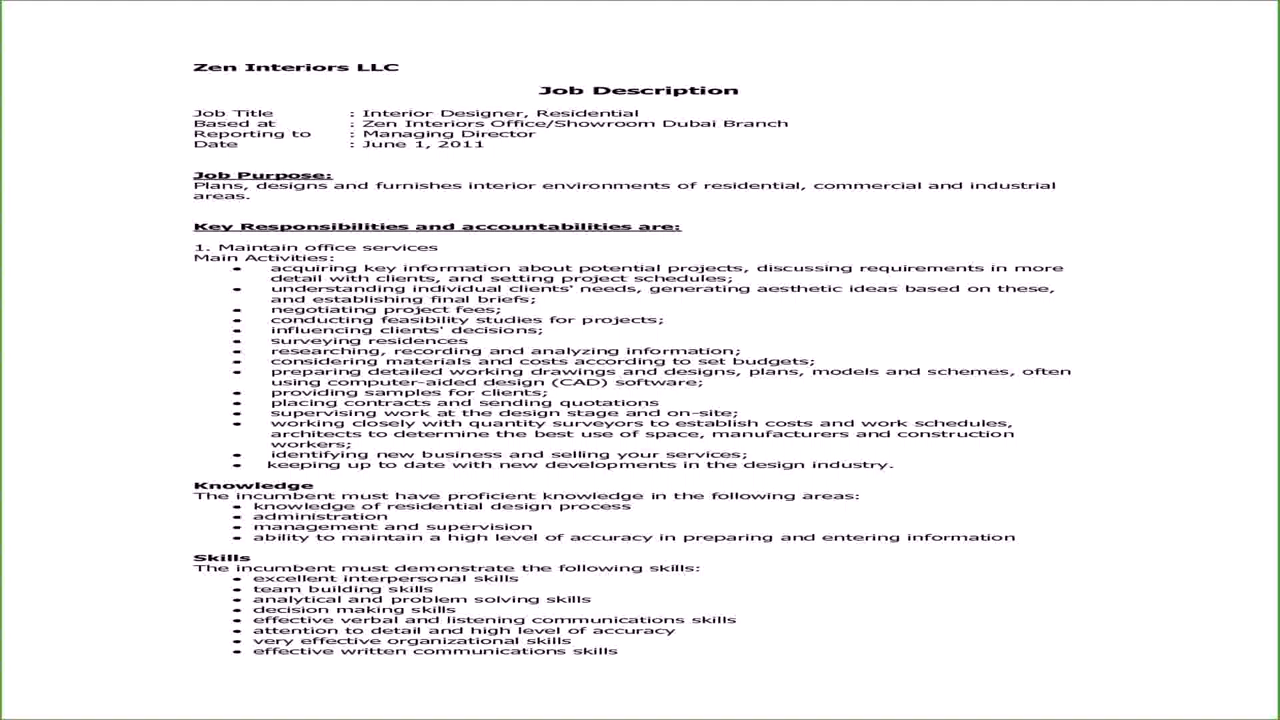 Zen Interiors LLC
Job Description
Job Title : Interior Designer, Residential
Based at : Zen Interiors Office/Showroom Dubai Branch
Reporting to : Managing Director
Date : June 1, 2011
Job Purpose:
Plans, designs and furnishes interior environments of residential, commercial and industrial
areas.
Key Responsibilities and accountabilities are:
1. Maintain office services
Main Activities:
• acquiring key information about potential projects, discussing requirements in more
detail with clients, and setting project schedules;
• understanding individual clients' needs, generating aesthetic ideas based on these,
and establishing final briefs;
• negotiating project fees;
• conducting feasibility studies for projects;
• influencing clients' decisions;
• surveying residences
• researching, recording and analyzing information;
• considering materials and costs according to set budgets;
• preparing detailed working drawings and designs, plans, models and schemes, often
using computer-aided design (CAD) software;
• providing samples for clients;
• placing contracts and sending quotations
• supervising work at the design stage and on-site;
• working closely with quantity surveyors to establish costs and work schedules,
architects to determine the best use of space, manufacturers and construction
workers;
• identifying new business and selling your services;
• keeping up to date with new developments in the design industry.
Knowledge
The incumbent must have proficient knowledge in the following areas:
• knowledge of residential design process
• administration
• management and supervision
• ability to maintain a high level of accuracy in preparing and entering information
Skills
The incumbent must demonstrate the following skills:
• excellent interpersonal skills
• team building skills
• analytical and problem solving skills
• decision making skills
• effective verbal and listening communications skills
• attention to detail and high level of accuracy
• very effective organizational skills
• effective written communications skills